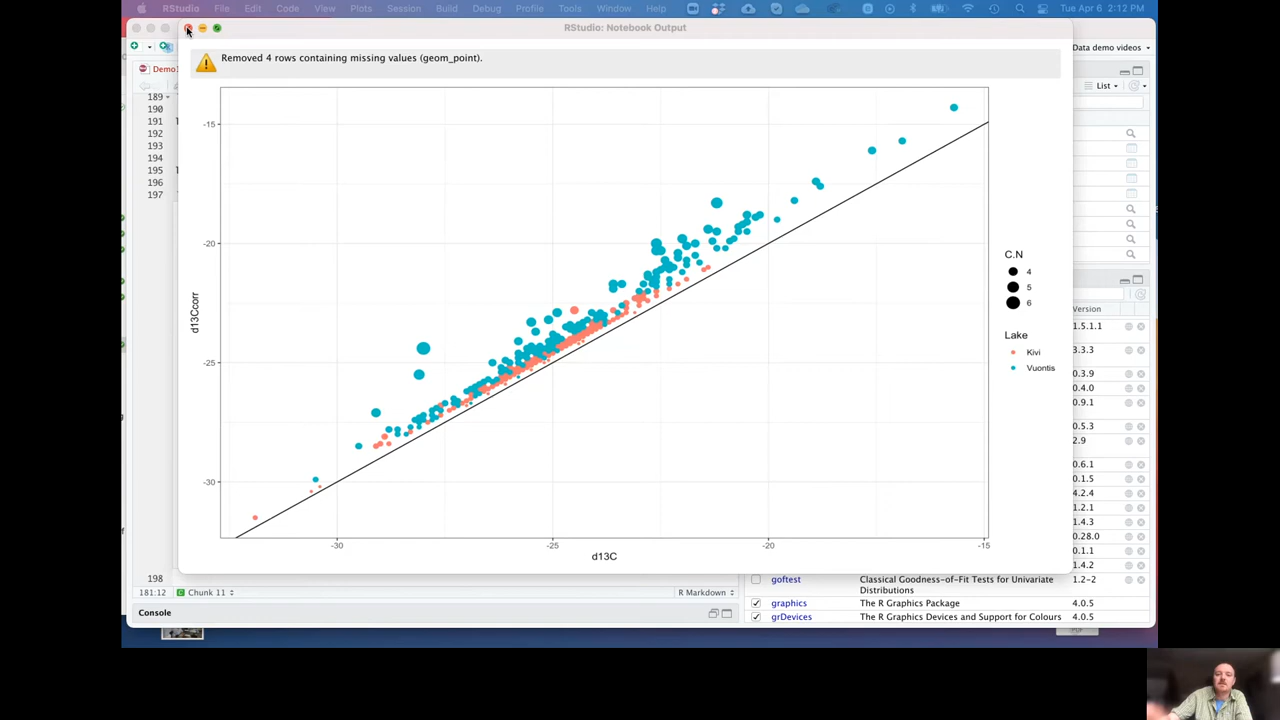 RStudio File Edit Code View Plots Session Build Debug Profile Tools Window Help Tue Apr 6 2:12 PM
RStudio: Notebook Output
Data demo videos
Removed 4 rows containing missing values (geom_point).
Demo
List
189
190
191
192
193
194
195
196
197
-15
-20
-25
-30
d13Ccorr
-30
-25
-20
-15
d13C
C.N
4
5
6
Lake
Kivi
Vuontis
Version
1.5.1.1
3.3.3
0.3.9
0.4.0
0.9.1
0.5.3
2.9
0.6.1
0.1.5
4.2.4
1.2.1
1.4.3
0.28.0
0.1.1
1.4.2
198
goftest Classical Goodness-of-Fit Tests for Univariate Distributions 1.2-2
181:12 Chunk 11 R Markdown
graphics The R Graphics Package 4.0.5
Console
grDevices The R Graphics Devices and Support for Colours 4.0.5